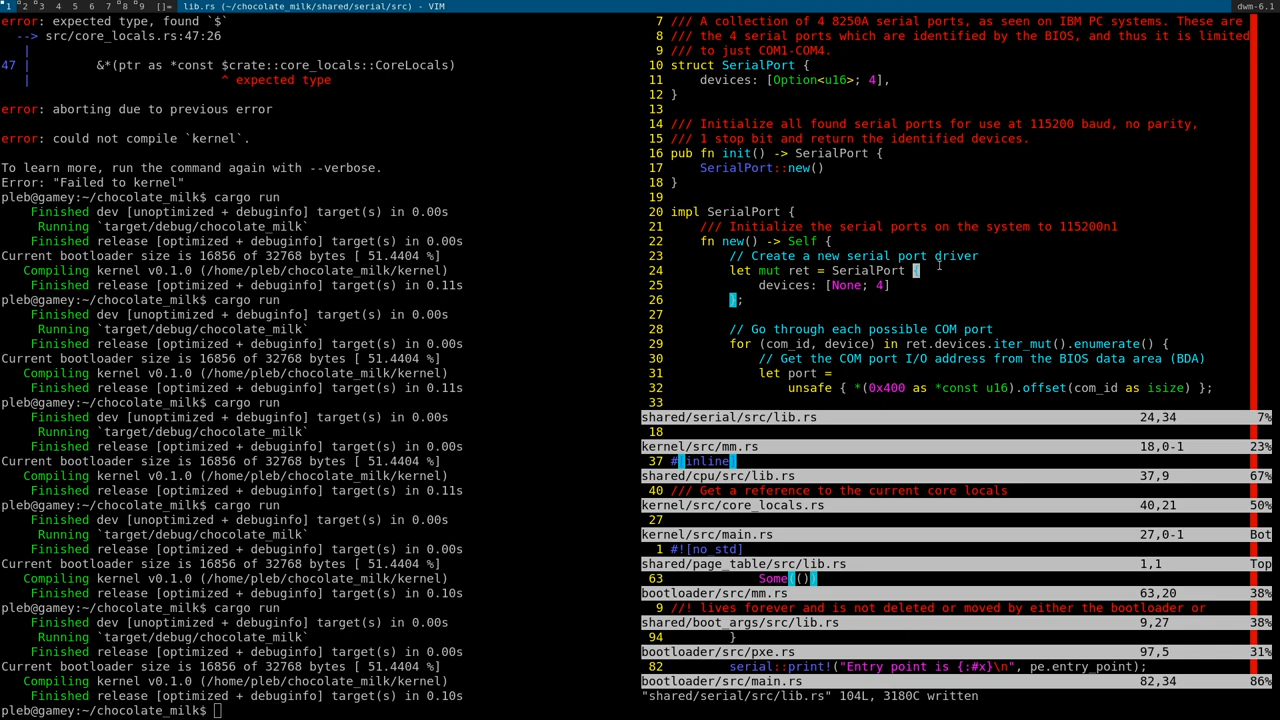 1 2 3 4 5 6 7 8 9 []= lib.rs (~/chocolate_milk/shared/serial/src) - VIM dwm-6.1
error: expected type, found `$`
--> src/core_locals.rs:47:26
|
47 | &*(ptr as *const $crate::core_locals::CoreLocals)
| ^ expected type
error: aborting due to previous error
error: could not compile `kernel`.
To learn more, run the command again with --verbose.
Error: "Failed to kernel"
pleb@gamey:~/chocolate_milk$ cargo run
Finished dev [unoptimized + debuginfo] target(s) in 0.00s
Running `target/debug/chocolate_milk`
Finished release [optimized + debuginfo] target(s) in 0.00s
Current bootloader size is 16856 of 32768 bytes [ 51.4404 %]
Compiling kernel v0.1.0 (/home/pleb/chocolate_milk/kernel)
Finished release [optimized + debuginfo] target(s) in 0.11s
pleb@gamey:~/chocolate_milk$ cargo run
Finished dev [unoptimized + debuginfo] target(s) in 0.00s
Running `target/debug/chocolate_milk`
Finished release [optimized + debuginfo] target(s) in 0.00s
Current bootloader size is 16856 of 32768 bytes [ 51.4404 %]
Compiling kernel v0.1.0 (/home/pleb/chocolate_milk/kernel)
Finished release [optimized + debuginfo] target(s) in 0.11s
pleb@gamey:~/chocolate_milk$ cargo run
Finished dev [unoptimized + debuginfo] target(s) in 0.00s
Running `target/debug/chocolate_milk`
Finished release [optimized + debuginfo] target(s) in 0.00s
Current bootloader size is 16856 of 32768 bytes [ 51.4404 %]
Compiling kernel v0.1.0 (/home/pleb/chocolate_milk/kernel)
Finished release [optimized + debuginfo] target(s) in 0.11s
pleb@gamey:~/chocolate_milk$ cargo run
Finished dev [unoptimized + debuginfo] target(s) in 0.00s
Running `target/debug/chocolate_milk`
Finished release [optimized + debuginfo] target(s) in 0.00s
Current bootloader size is 16856 of 32768 bytes [ 51.4404 %]
Compiling kernel v0.1.0 (/home/pleb/chocolate_milk/kernel)
Finished release [optimized + debuginfo] target(s) in 0.10s
pleb@gamey:~/chocolate_milk$ cargo run
Finished dev [unoptimized + debuginfo] target(s) in 0.00s
Running `target/debug/chocolate_milk`
Finished release [optimized + debuginfo] target(s) in 0.00s
Current bootloader size is 16856 of 32768 bytes [ 51.4404 %]
Compiling kernel v0.1.0 (/home/pleb/chocolate_milk/kernel)
Finished release [optimized + debuginfo] target(s) in 0.10s
pleb@gamey:~/chocolate_milk$
7 /// A collection of 4 8250A serial ports, as seen on IBM PC systems. These are
8 /// the 4 serial ports which are identified by the BIOS, and thus it is limited
9 /// to just COM1-COM4.
10 struct SerialPort {
11 devices: [Option<u16>; 4],
12 }
13
14 /// Initialize all found serial ports for use at 115200 baud, no parity,
15 /// 1 stop bit and return the identified devices.
16 pub fn init() -> SerialPort {
17 SerialPort::new()
18 }
19
20 impl SerialPort {
21 /// Initialize the serial ports on the system to 115200n1
22 fn new() -> Self {
23 // Create a new serial port driver
24 let mut ret = SerialPort {
25 devices: [None; 4]
26 };
27
28 // Go through each possible COM port
29 for (com_id, device) in ret.devices.iter_mut().enumerate() {
30 // Get the COM port I/O address from the BIOS data area (BDA)
31 let port =
32 unsafe { *(0x400 as *const u16).offset(com_id as isize) };
33
shared/serial/src/lib.rs 24,34 7%
18
kernel/src/mm.rs 18,0-1 23%
37 #[inline]
shared/cpu/src/lib.rs 37,9 67%
40 /// Get a reference to the current core locals
kernel/src/core_locals.rs 40,21 50%
27
kernel/src/main.rs 27,0-1 Bot
1 #![no_std]
shared/page_table/src/lib.rs 1,1 Top
63 Some(())
bootloader/src/mm.rs 63,20 38%
9 //! lives forever and is not deleted or moved by either the bootloader or
shared/boot_args/src/lib.rs 9,27 38%
94 }
bootloader/src/pxe.rs 97,5 31%
82 serial::print!("Entry point is {:#x}\n", pe.entry_point);
bootloader/src/main.rs 82,34 86%
"shared/serial/src/lib.rs" 104L, 3180C written